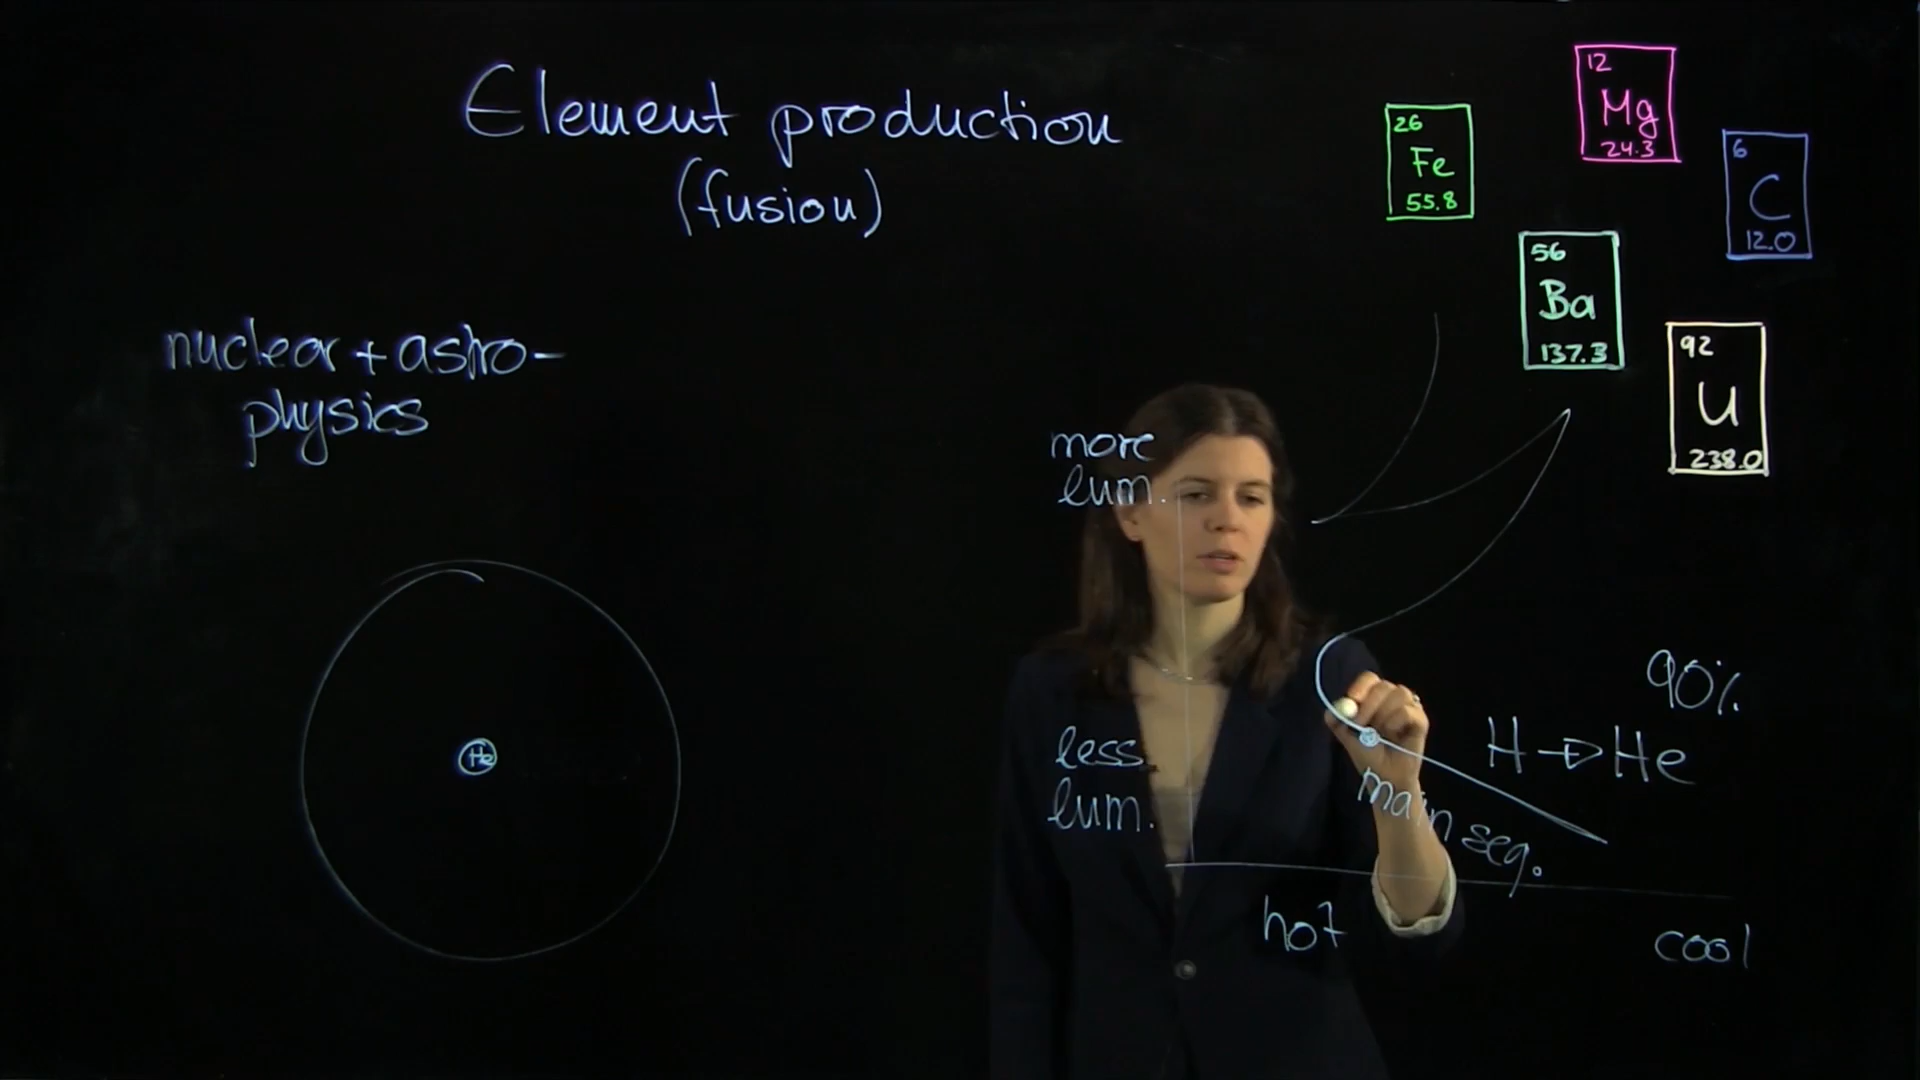 Element production
(fusion)
nuclear + astro-
physics
He
26
Fe
55.8
12
Mg
24.3
6
C
12.0
56
Ba
137.3
92
U
238.0
more
lum.
less
lum.
90%
H → He
main seq.
hot
cool